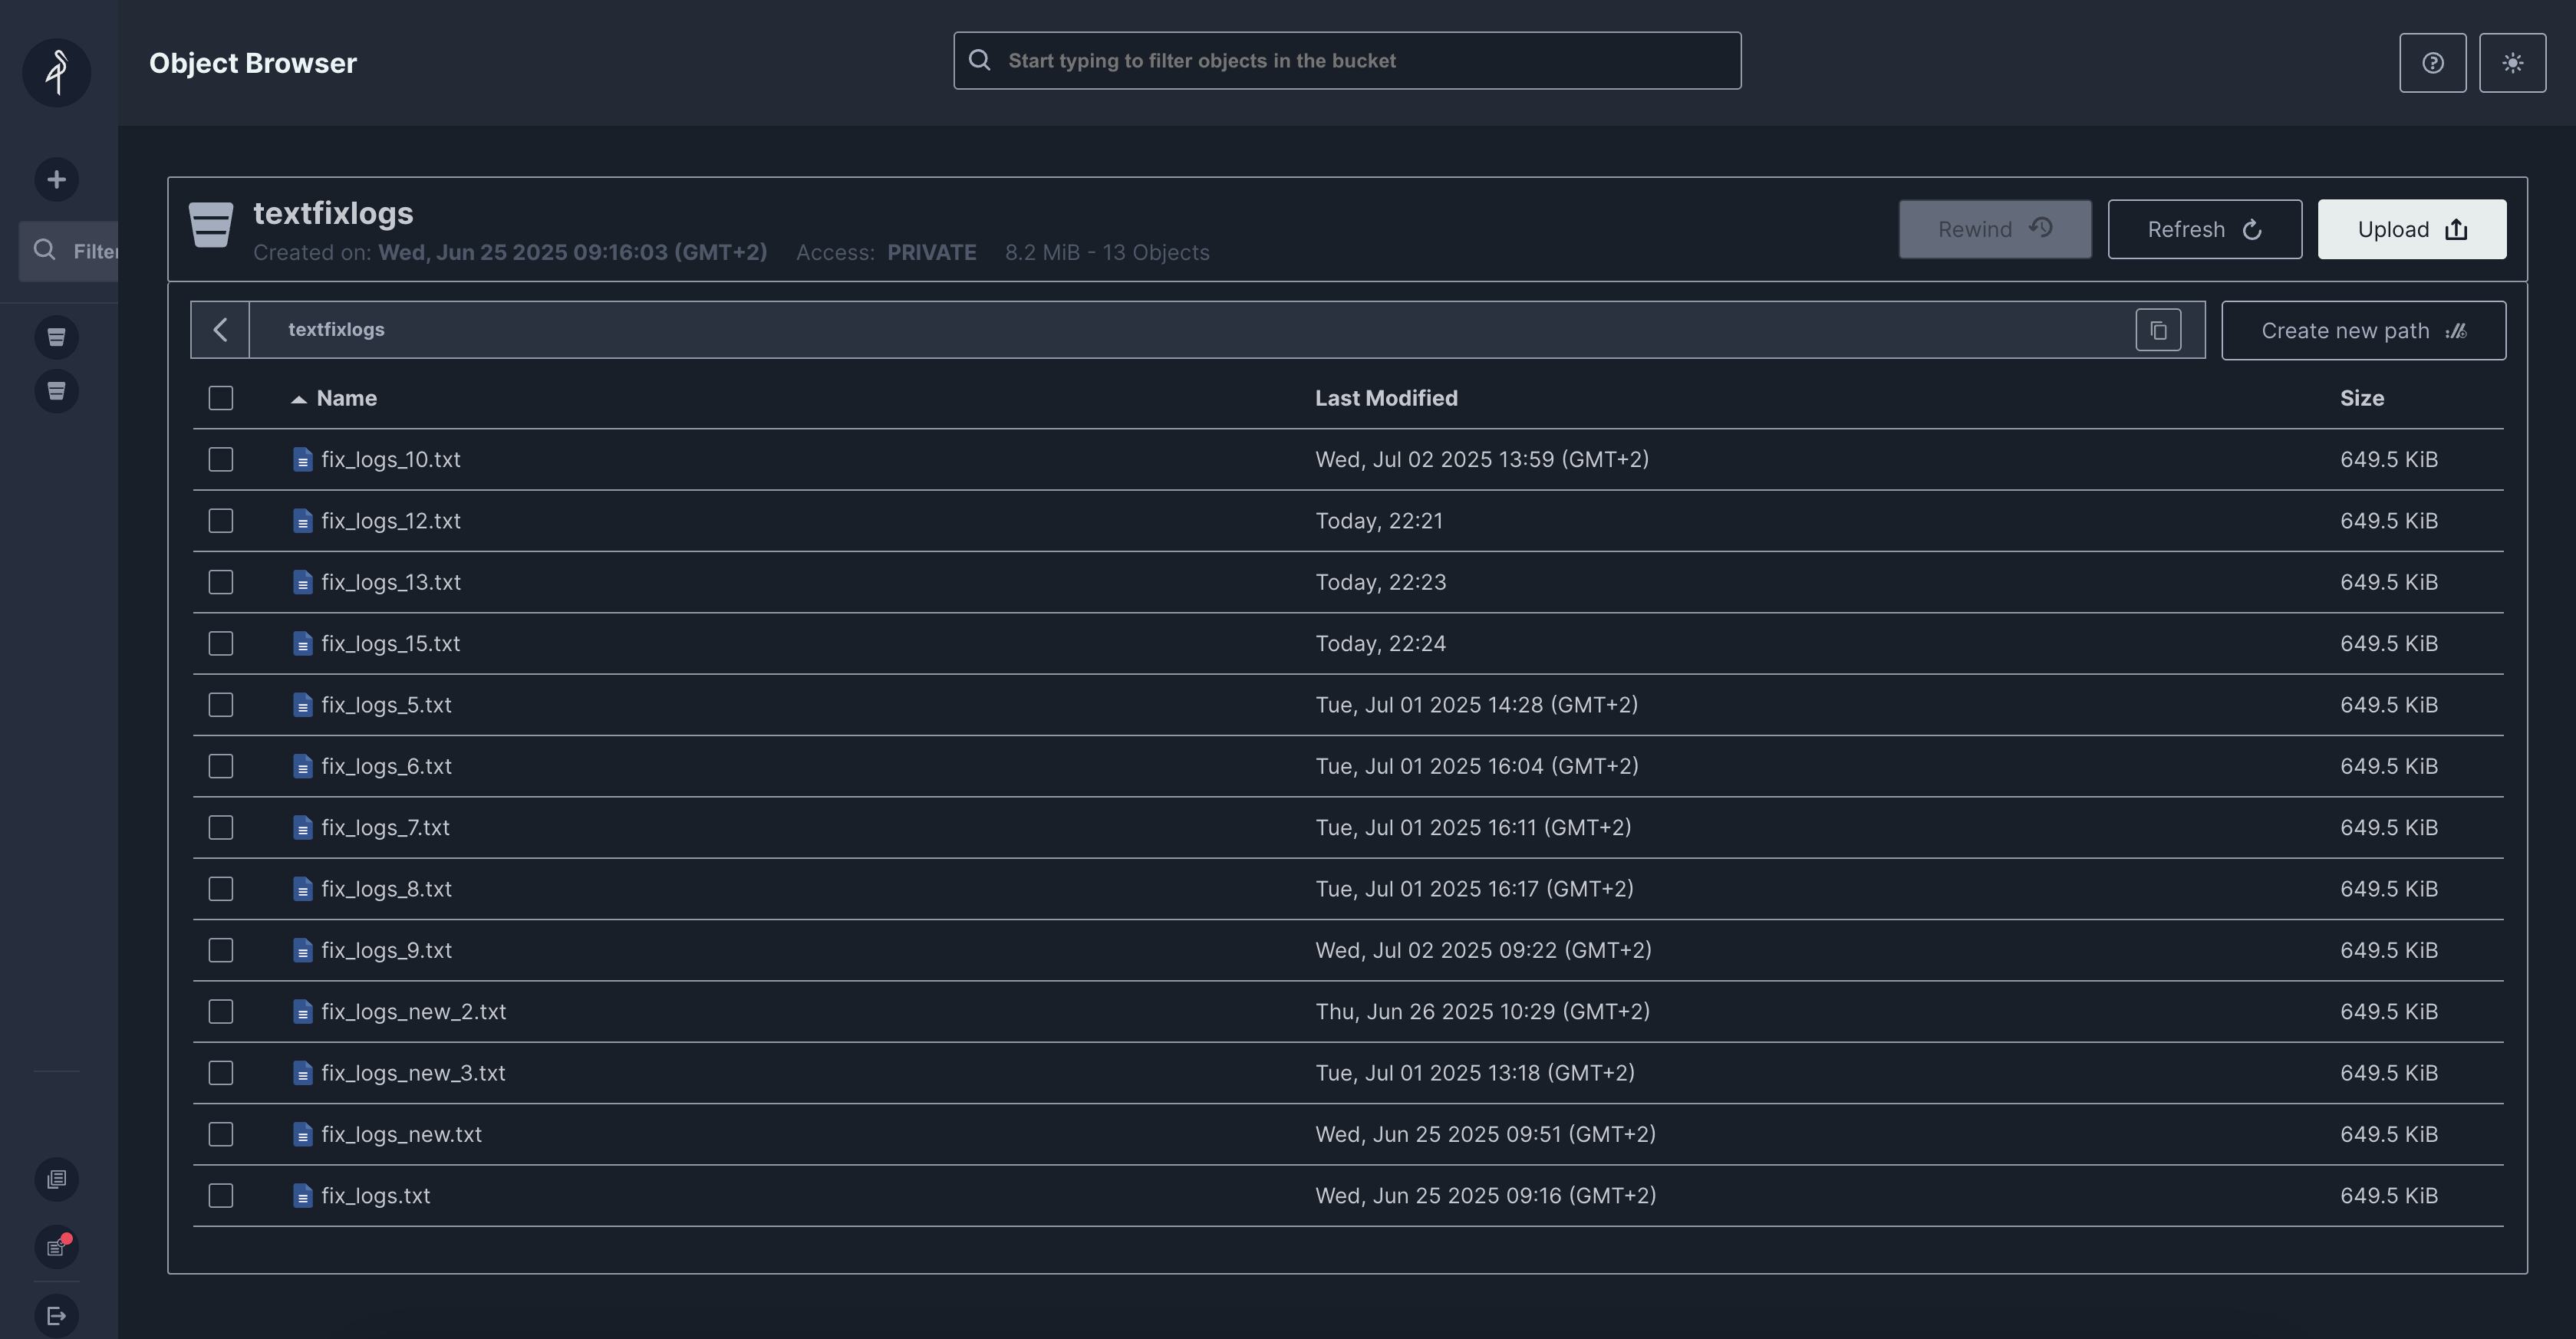 Object Browser
Start typing to filter objects in the bucket
Filter
textfixlogs
Created on: Wed, Jun 25 2025 09:16:03 (GMT+2) Access: PRIVATE 8.2 MiB - 13 Objects
Rewind Refresh Upload
textfixlogs
Create new path
Name Last Modified Size
fix_logs_10.txt Wed, Jul 02 2025 13:59 (GMT+2) 649.5 KiB
fix_logs_12.txt Today, 22:21 649.5 KiB
fix_logs_13.txt Today, 22:23 649.5 KiB
fix_logs_15.txt Today, 22:24 649.5 KiB
fix_logs_5.txt Tue, Jul 01 2025 14:28 (GMT+2) 649.5 KiB
fix_logs_6.txt Tue, Jul 01 2025 16:04 (GMT+2) 649.5 KiB
fix_logs_7.txt Tue, Jul 01 2025 16:11 (GMT+2) 649.5 KiB
fix_logs_8.txt Tue, Jul 01 2025 16:17 (GMT+2) 649.5 KiB
fix_logs_9.txt Wed, Jul 02 2025 09:22 (GMT+2) 649.5 KiB
fix_logs_new_2.txt Thu, Jun 26 2025 10:29 (GMT+2) 649.5 KiB
fix_logs_new_3.txt Tue, Jul 01 2025 13:18 (GMT+2) 649.5 KiB
fix_logs_new.txt Wed, Jun 25 2025 09:51 (GMT+2) 649.5 KiB
fix_logs.txt Wed, Jun 25 2025 09:16 (GMT+2) 649.5 KiB